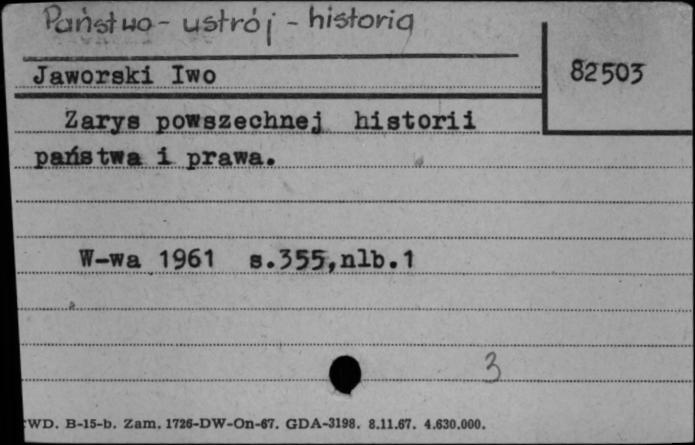 Państwo - ustrój - historia
82503
Jaworski Iwo
Zarys powszechnej historii
państwa i prawa.
W-wa 1961 s.355,nlb.1
3
WD. B-15-b. Zam. 1726-DW-On-67. GDA-3198. 8.11.67. 4.630.000.